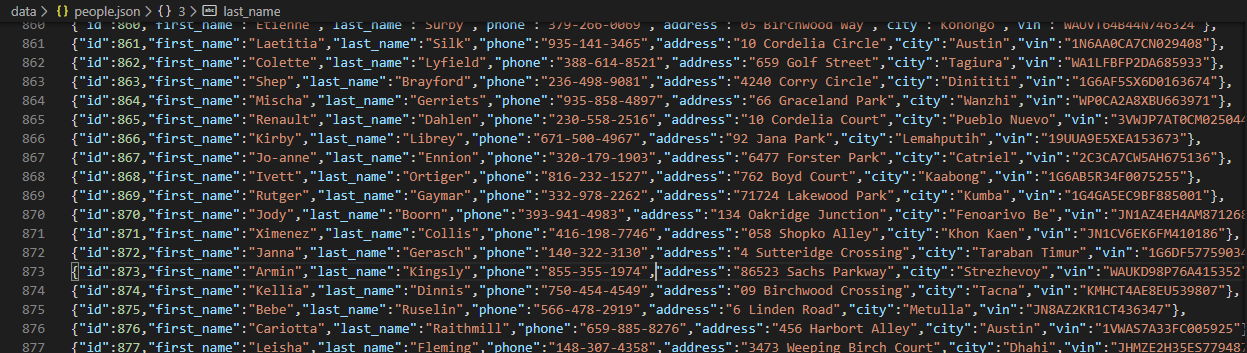 data > {} people.json > {} 3 > abc last_name
860 {"id":860,"first_name":"Etienne","last_name":"Surby","phone":"379-266-0069","address":"05 Birchwood Way","city":"Kohongo","vin":"WAUVT64B44N746324"},
861 {"id":861,"first_name":"Laetitia","last_name":"Silk","phone":"935-141-3465","address":"10 Cordelia Circle","city":"Austin","vin":"1N6AA0CA7CN029408"},
862 {"id":862,"first_name":"Colette","last_name":"Lyfield","phone":"388-614-8521","address":"659 Golf Street","city":"Tagiura","vin":"WA1LFBFP2DA685933"},
863 {"id":863,"first_name":"Shep","last_name":"Brayford","phone":"236-498-9081","address":"4240 Corry Circle","city":"Dinititi","vin":"1G6AF5SX6D0163674"},
864 {"id":864,"first_name":"Mischa","last_name":"Gerriets","phone":"935-858-4897","address":"66 Graceland Park","city":"Wanzhi","vin":"WP0CA2A8XBU663971"},
865 {"id":865,"first_name":"Renault","last_name":"Dahlen","phone":"230-558-2516","address":"10 Cordelia Court","city":"Pueblo Nuevo","vin":"3VWJP7AT0CM025044
866 {"id":866,"first_name":"Kirby","last_name":"Librey","phone":"671-500-4967","address":"92 Jana Park","city":"Lemahputih","vin":"19UUA9E5XEA153673"},
867 {"id":867,"first_name":"Jo-anne","last_name":"Ennion","phone":"320-179-1903","address":"6477 Forster Park","city":"Catriel","vin":"2C3CA7CW5AH675136"},
868 {"id":868,"first_name":"Ivett","last_name":"Ortiger","phone":"816-232-1527","address":"762 Boyd Court","city":"Kaabong","vin":"1G6AB5R34F0075255"},
869 {"id":869,"first_name":"Rutger","last_name":"Gaymar","phone":"332-978-2262","address":"71724 Lakewood Park","city":"Kumba","vin":"1G4GA5EC9BF885001"},
870 {"id":870,"first_name":"Jody","last_name":"Boorn","phone":"393-941-4983","address":"134 Oakridge Junction","city":"Fenoarivo Be","vin":"JN1AZ4EH4AM871268
871 {"id":871,"first_name":"Ximenez","last_name":"Collis","phone":"416-198-7746","address":"058 Shopko Alley","city":"Khon Kaen","vin":"JN1CV6EK6FM410186"},
872 {"id":872,"first_name":"Janna","last_name":"Gerasch","phone":"140-322-3130","address":"4 Sutteridge Crossing","city":"Taraban Timur","vin":"1G6DF57759034
873 {"id":873,"first_name":"Armin","last_name":"Kingsly","phone":"855-355-1974","address":"86523 Sachs Parkway","city":"Strezhevoy","vin":"WAUKD98P76A415352"
874 {"id":874,"first_name":"Kellia","last_name":"Dinnis","phone":"750-454-4549","address":"09 Birchwood Crossing","city":"Tacna","vin":"KMHCT4AE8EU539807"},
875 {"id":875,"first_name":"Bebe","last_name":"Ruselin","phone":"566-478-2919","address":"6 Linden Road","city":"Metulla","vin":"JN8AZ2KR1CT436347"},
876 {"id":876,"first_name":"Cariotta","last_name":"Raithmill","phone":"659-885-8276","address":"456 Harbort Alley","city":"Austin","vin":"1VWAS7A33FC005925"}
877 {"id":877,"first_name":"Leisha","last_name":"Fleming","phone":"148-307-4358","address":"3473 Weeping Birch Court","city":"Dhahi","vin":"JHMZE2H35ES77948